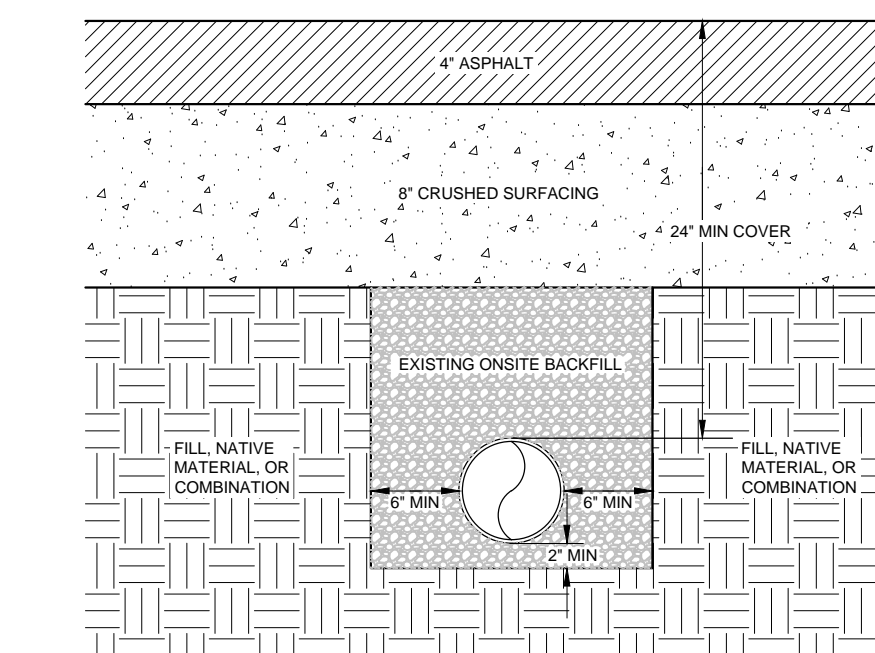 4" ASPHALT
8" CRUSHED SURFACING
24" MIN COVER
EXISTING ONSITE BACKFILL
FILL, NATIVE
MATERIAL, OR
COMBINATION
FILL, NATIVE
MATERIAL, OR
COMBINATION
6" MIN
6" MIN
2" MIN